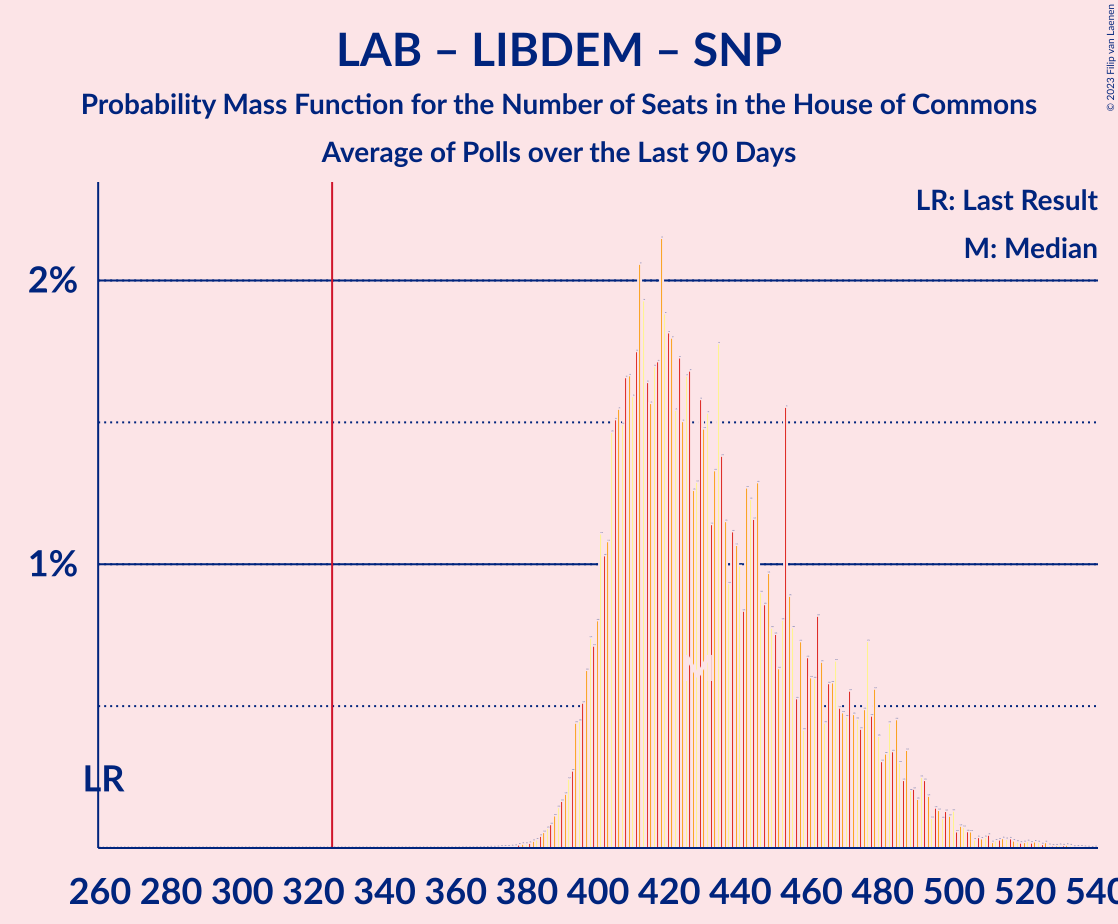 LAB – LIBDEM – SNP
Probability Mass Function for the Number of Seats in the House of Commons
Average of Polls over the Last 90 Days
© 2023 Filip van Laenen
LR: Last Result
M: Median
2%
1%
LR
260 280 300 320 340 360 380 400 420 440 460 480 500 520 540